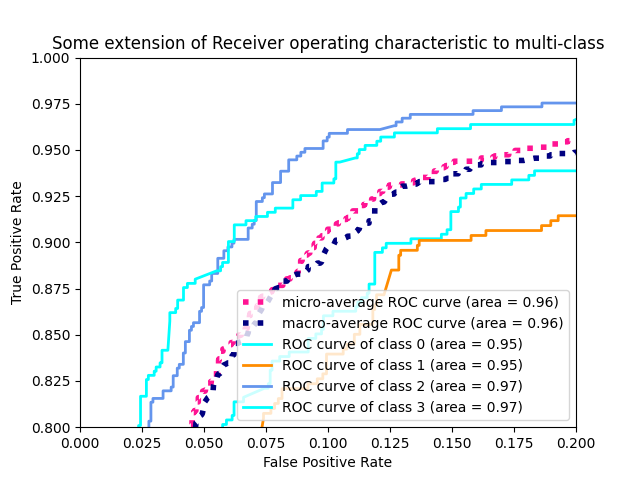 Some extension of Receiver operating characteristic to multi-class
1.000
0.975
0.950
0.925
0.900
0.875
0.850
0.825
0.800
True Positive Rate
micro-average ROC curve (area = 0.96)
macro-average ROC curve (area = 0.96)
ROC curve of class 0 (area = 0.95)
ROC curve of class 1 (area = 0.95)
ROC curve of class 2 (area = 0.97)
ROC curve of class 3 (area = 0.97)
0.000 0.025 0.050 0.075 0.100 0.125 0.150 0.175 0.200
False Positive Rate